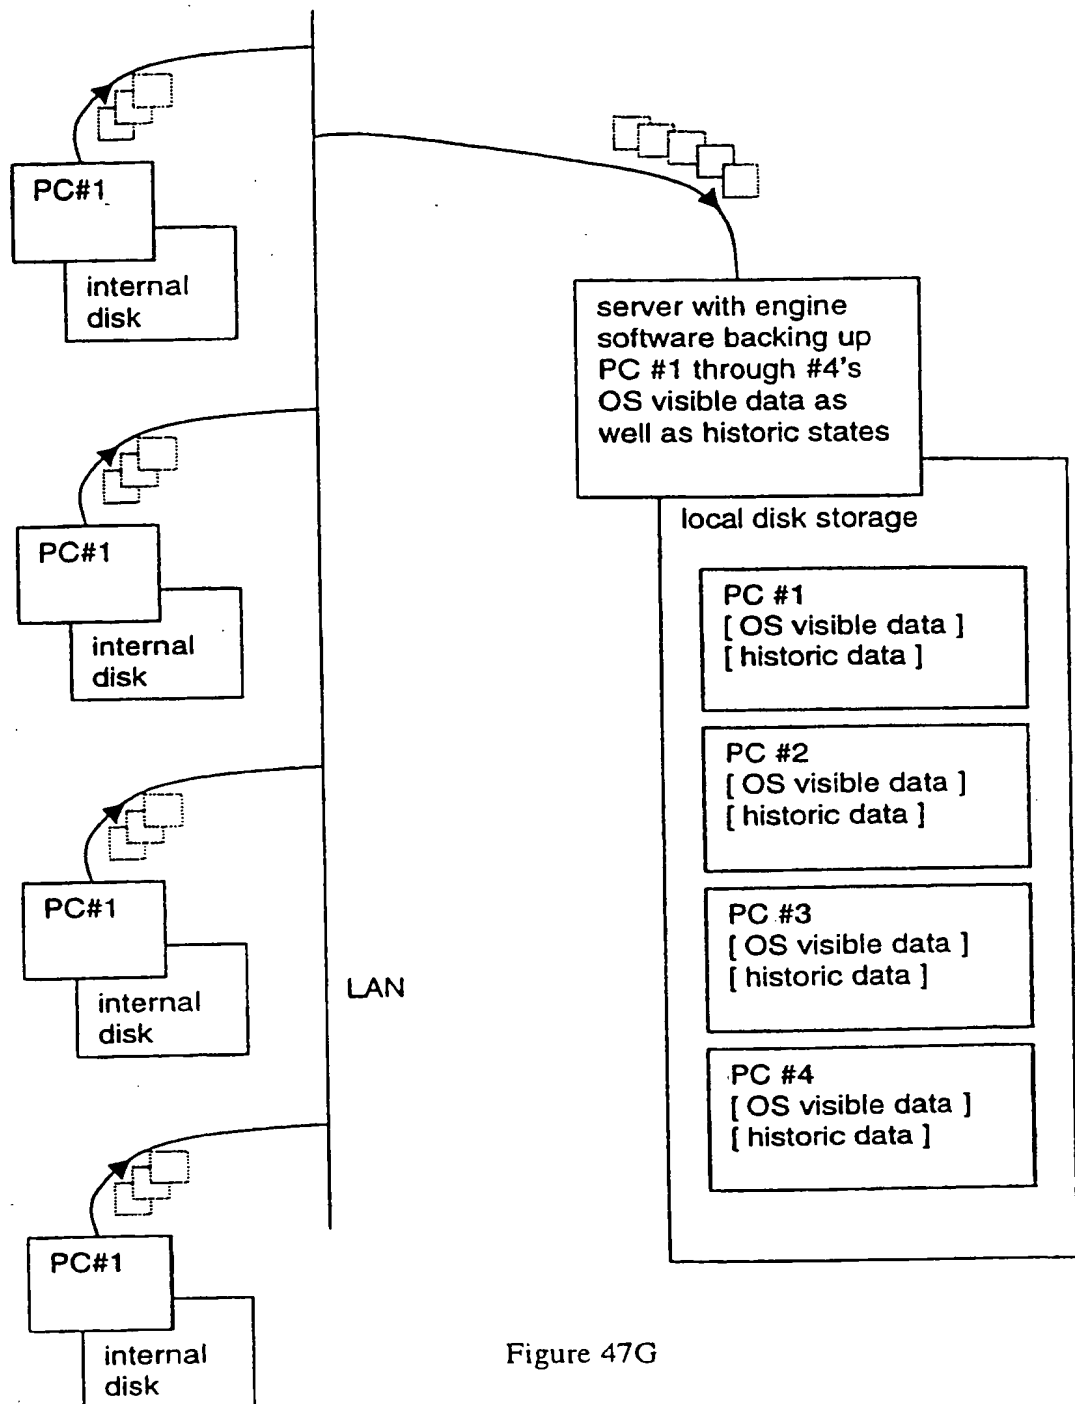 PC#1
internal
disk
PC#1
internal
disk
PC#1
internal
disk
PC#1
internal
disk
LAN
server with engine
software backing up
PC #1 through #4's
OS visible data as
well as historic states
local disk storage
PC #1
[ OS visible data ]
[ historic data ]
PC #2
[ OS visible data ]
[ historic data ]
PC #3
[ OS visible data ]
[ historic data ]
PC #4
[ OS visible data ]
[ historic data ]
Figure 47G